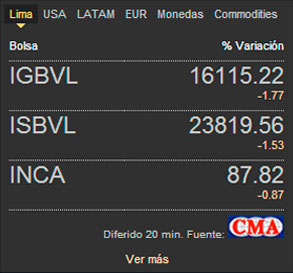 Lima USA LATAM EUR Monedas Commodities
Bolsa % Variación
IGBVL 16115.22
-1.77
ISBVL 23819.56
-1.53
INCA 87.82
-0.87
Diferido 20 min. Fuente: CMA
Ver más